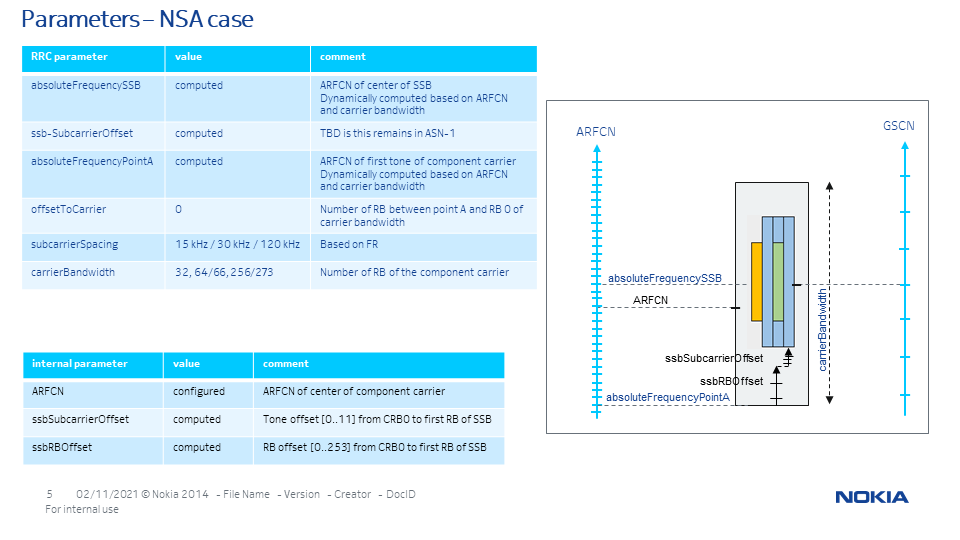 Parameters – NSA case
RRC parameter value comment
absoluteFrequencySSB computed ARFCN of center of SSB
Dynamically computed based on ARFCN
and carrier bandwidth
ssb-SubcarrierOffset computed TBD is this remains in ASN-1
absoluteFrequencyPointA computed ARFCN of first tone of component carrier
Dynamically computed based on ARFCN
and carrier bandwidth
offsetToCarrier 0 Number of RB between point A and RB 0 of
carrier bandwidth
subcarrierSpacing 15 kHz / 30 kHz / 120 kHz Based on FR
carrierBandwidth 32, 64/66, 256/273 Number of RB of the component carrier
internal parameter value comment
ARFCN configured ARFCN of center of component carrier
ssbSubcarrierOffset computed Tone offset [0..11] from CRB0 to first RB of SSB
ssbRBOffset computed RB offset [0..253] from CRB0 to first RB of SSB
ARFCN
GSCN
absoluteFrequencySSB
ARFCN
carrierBandwidth
ssbSubcarrierOffset
ssbRBOffset
absoluteFrequencyPointA
5 02/11/2021 © Nokia 2014 - File Name - Version - Creator - DocID
For internal use
NOKIA